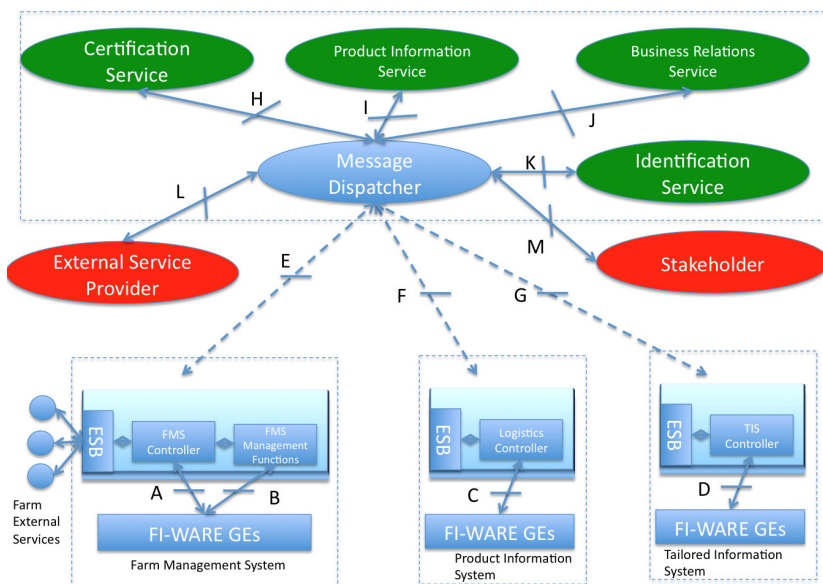 Certification
Service
Product Information
Service
Business Relations
Service
H
I
J
Message
Dispatcher
K
Identification
Service
L
M
External Service
Provider
Stakeholder
E
F
G
ESB
FMS
Controller
FMS
Management
Functions
ESB
Logistics
Controller
ESB
TIS
Controller
A
B
C
D
Farm
External
Services
FI-WARE GEs
FI-WARE GEs
FI-WARE GEs
Farm Management System
Product Information
System
Tailored Information
System